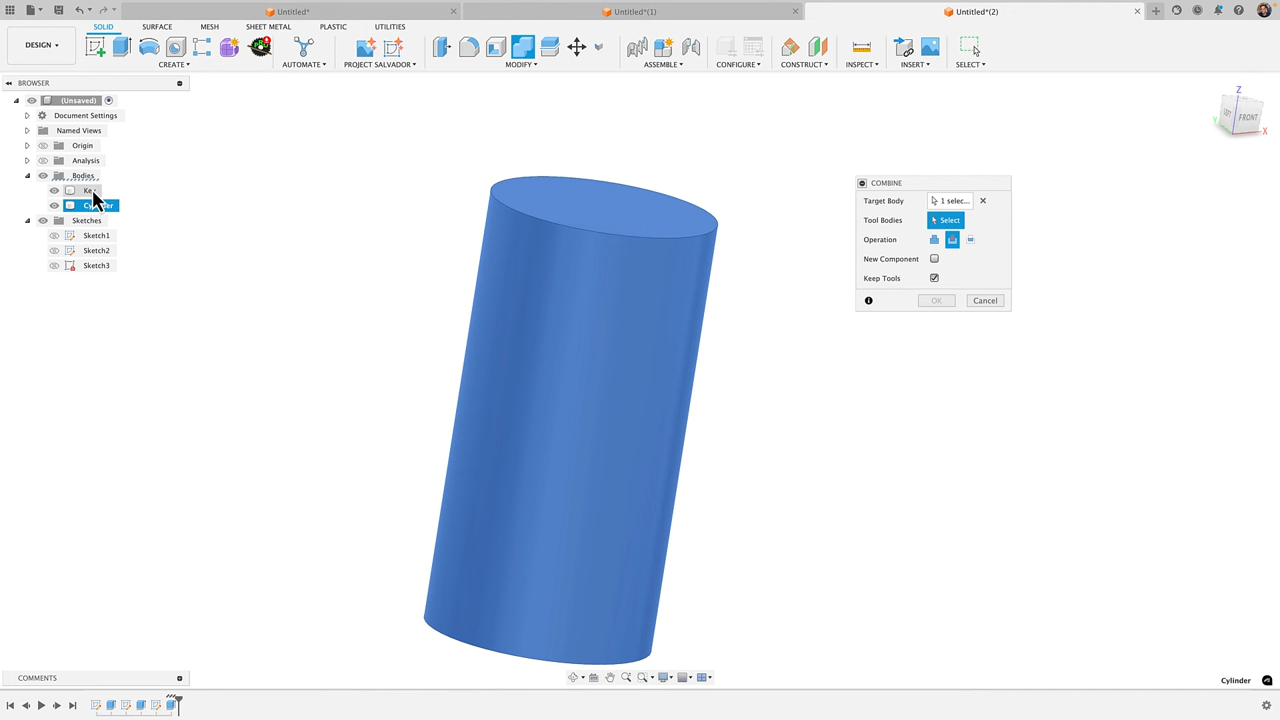 Untitled*
Untitled*(1)
Untitled*(2)
DESIGN
SOLID
SURFACE
MESH
SHEET METAL
PLASTIC
UTILITIES
CREATE
AUTOMATE
PROJECT SALVADOR
MODIFY
ASSEMBLE
CONFIGURE
CONSTRUCT
INSPECT
INSERT
SELECT
BROWSER
(Unsaved)
Document Settings
Named Views
Origin
Analysis
Bodies
Sketches
Sketch1
Sketch2
Sketch3
Z
LEFT
FRONT
Y
X
COMBINE
Target Body
1 selec...
Tool Bodies
Select
Operation
New Component
Keep Tools
OK
Cancel
COMMENTS
Cylinder